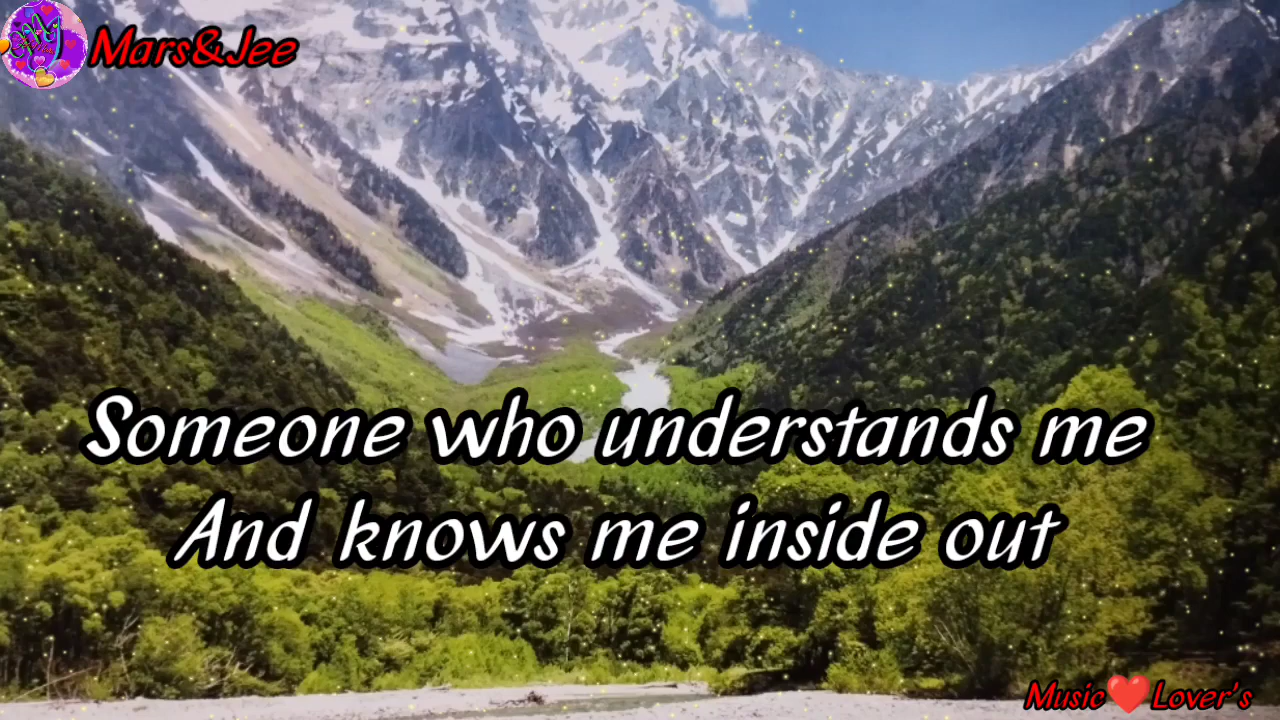 Mars&Jee
Someone who understands me
And knows me inside out
Music❤️Lover's